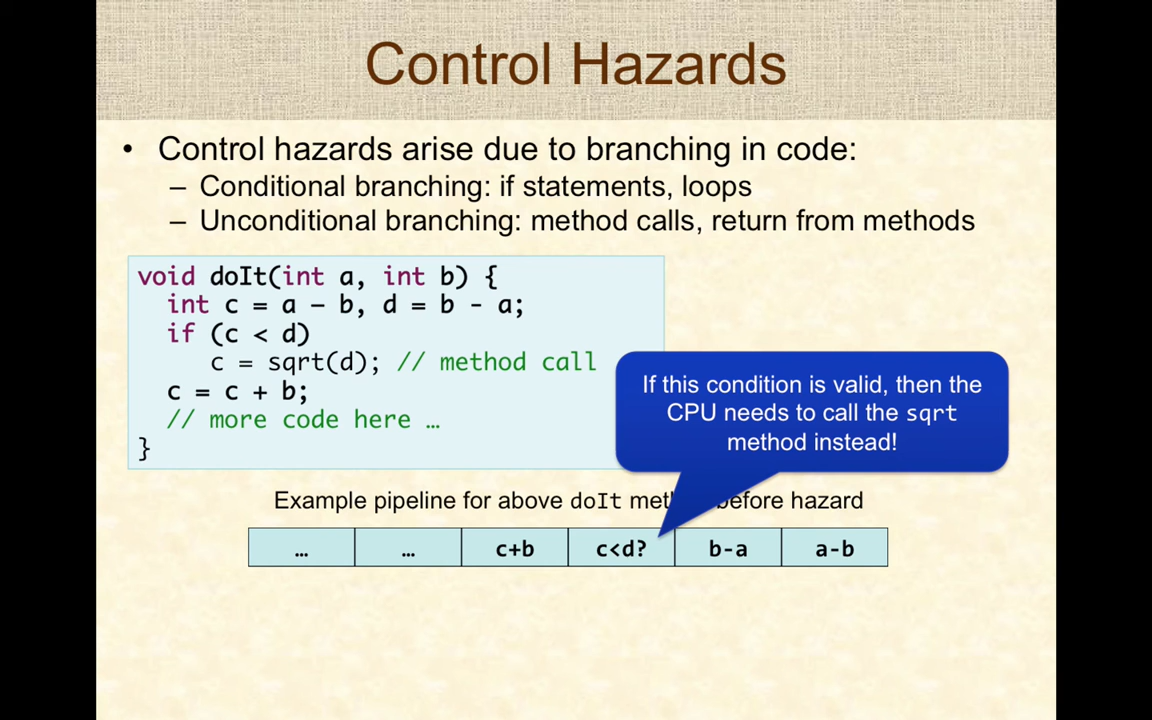 Control Hazards
• Control hazards arise due to branching in code:
– Conditional branching: if statements, loops
– Unconditional branching: method calls, return from methods
void doIt(int a, int b) {
int c = a – b, d = b - a;
if (c < d)
c = sqrt(d); // method call
c = c + b;
// more code here …
}
If this condition is valid, then the
CPU needs to call the sqrt
method instead!
Example pipeline for above doIt met before hazard
… … c+b c<d? b-a a-b